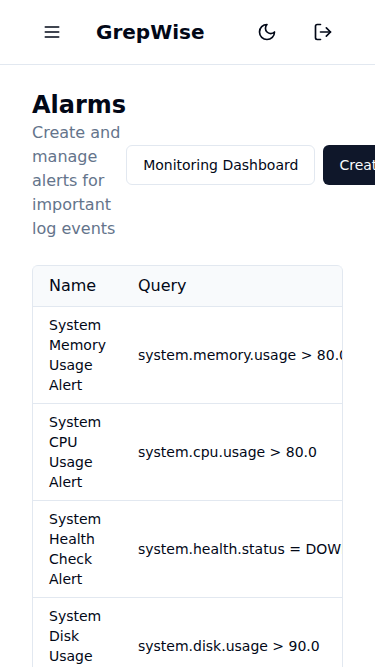 GrepWise
Alarms
Create and
manage
alerts for
important
log events
Monitoring Dashboard
Creat
Name
Query
System
Memory
Usage
Alert
system.memory.usage > 80.0
System
CPU
Usage
Alert
system.cpu.usage > 80.0
System
Health
Check
Alert
system.health.status = DOW
System
Disk
Usage
system.disk.usage > 90.0